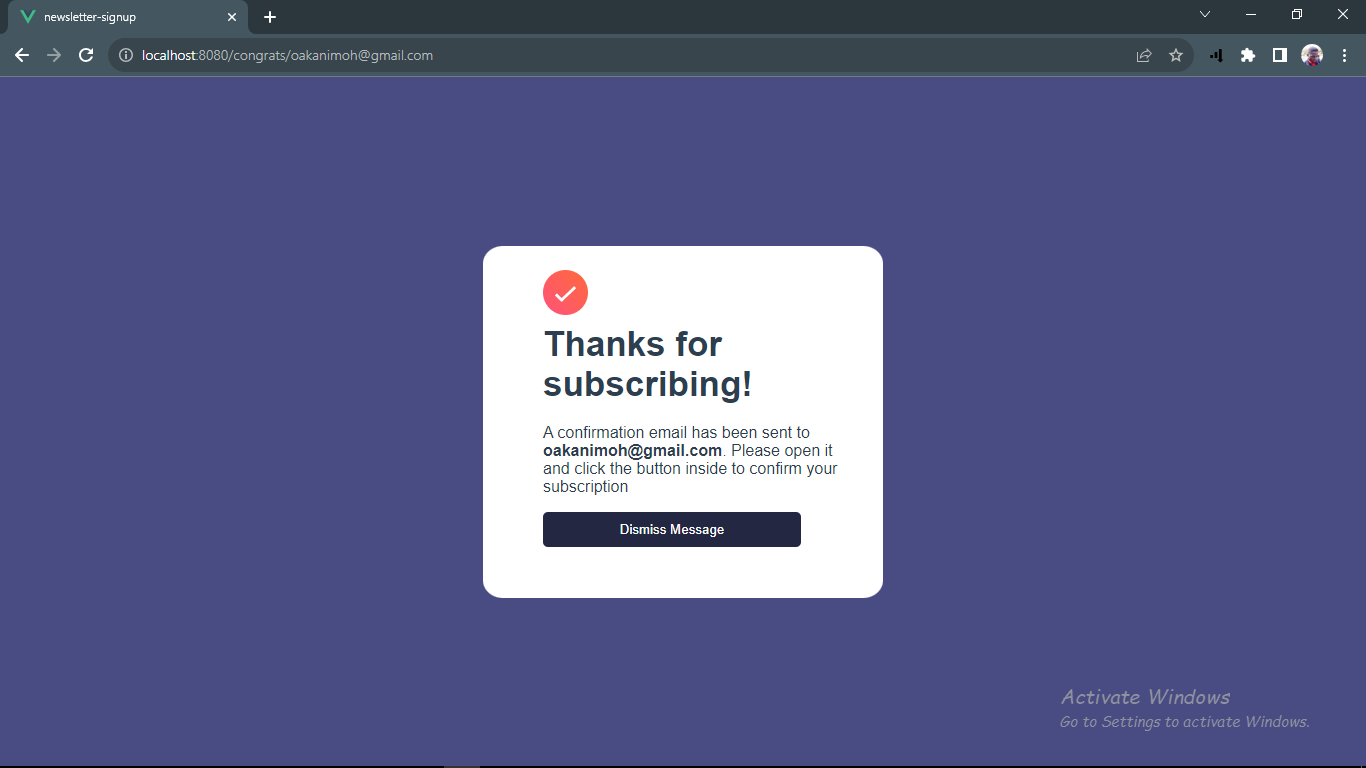 newsletter-signup
localhost:8080/congrats/oakanimoh@gmail.com
Thanks for
subscribing!
A confirmation email has been sent to
oakanimoh@gmail.com. Please open it
and click the button inside to confirm your
subscription
Dismiss Message
Activate Windows
Go to Settings to activate Windows.